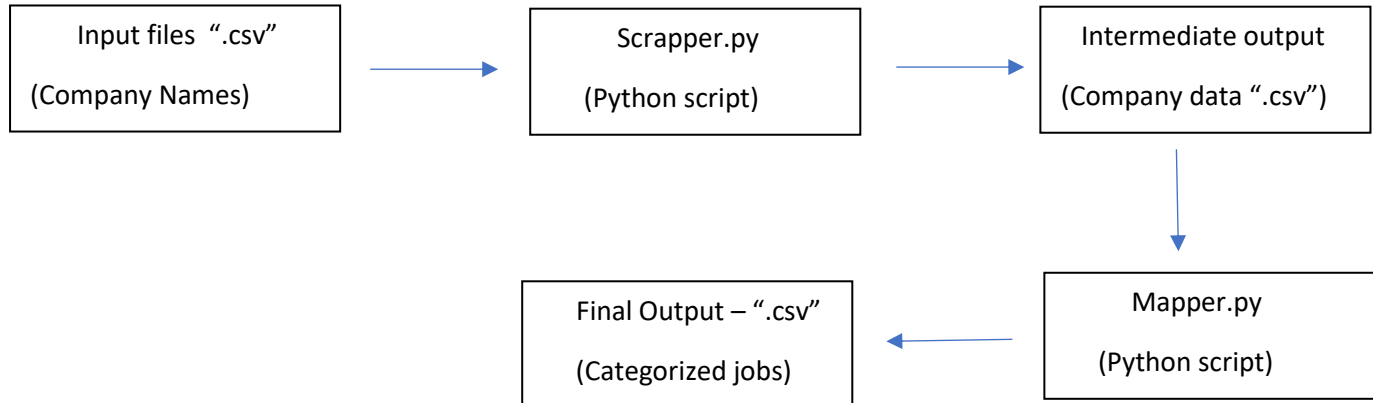 Input files “.csv”
(Company Names)
Scrapper.py
(Python script)
Intermediate output
(Company data “.csv”)
Mapper.py
(Python script)
Final Output – “.csv”
(Categorized jobs)